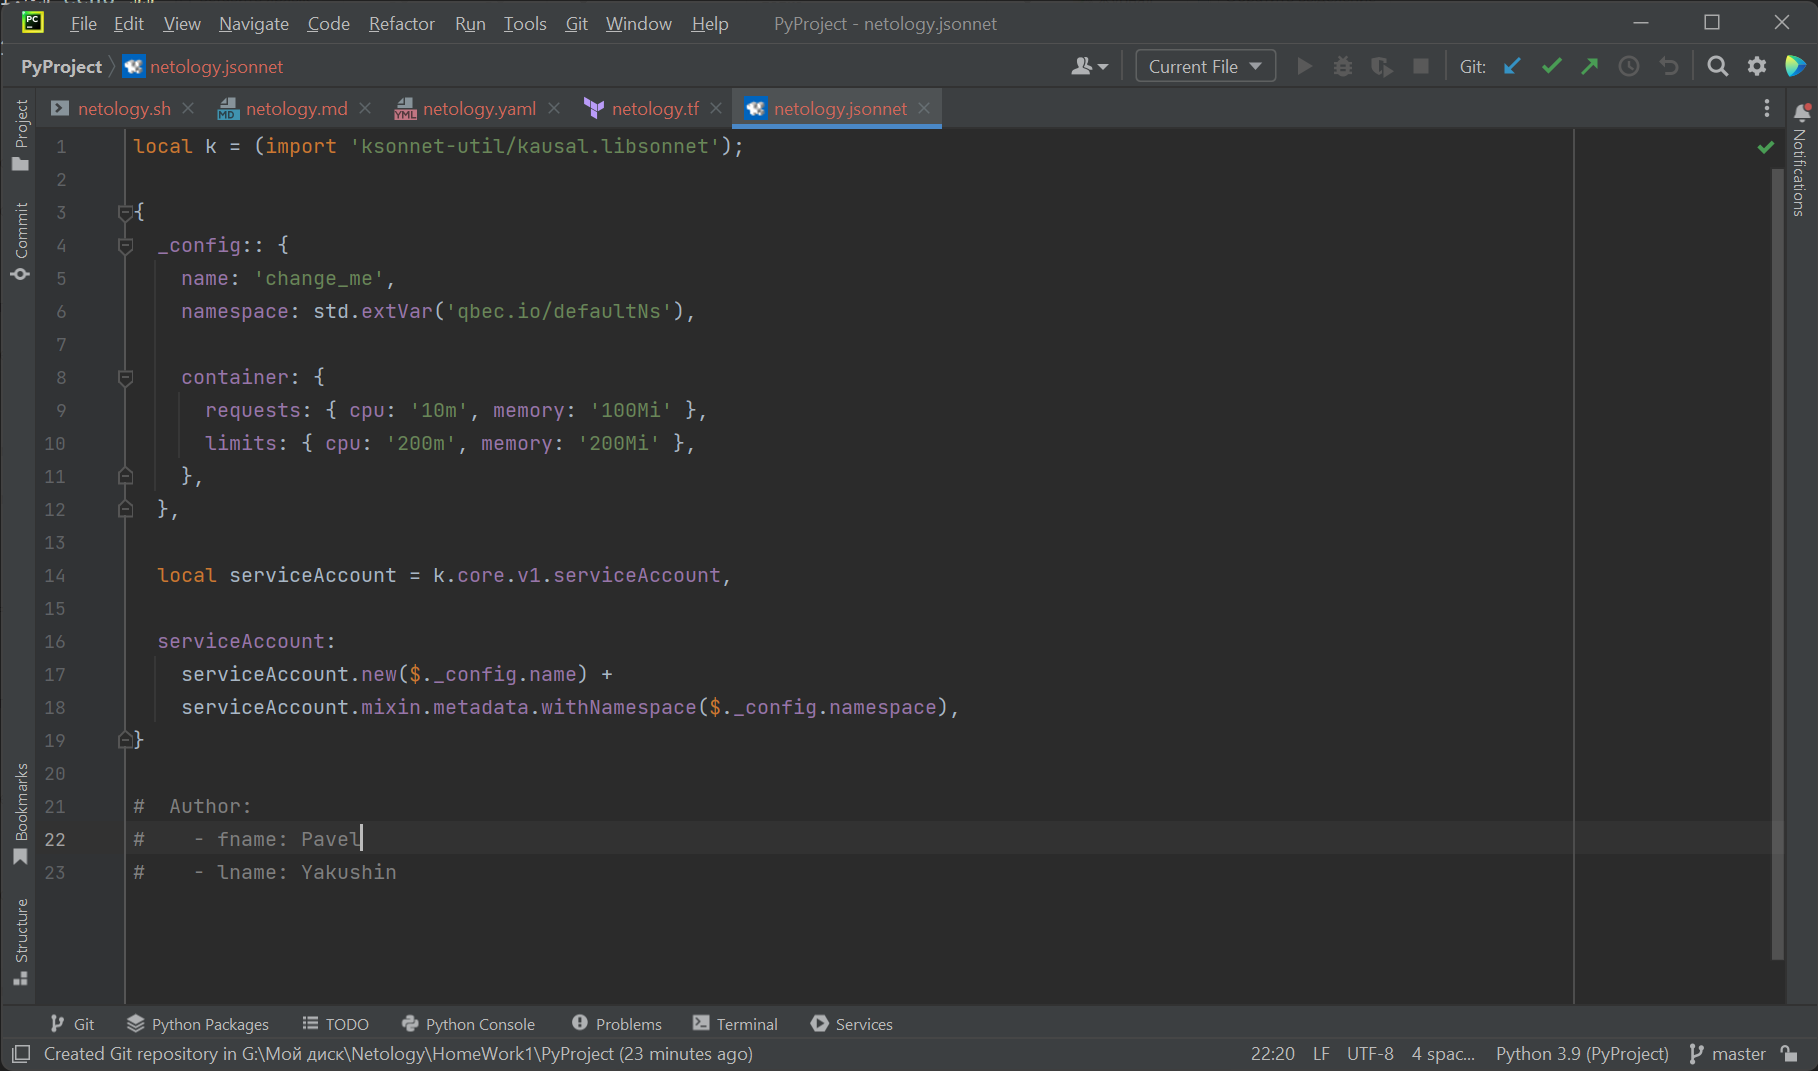 File Edit View Navigate Code Refactor Run Tools Git Window Help PyProject - netology.jsonnet
PyProject netology.jsonnet Current File Git:
netology.sh netology.md netology.yaml netology.tf netology.jsonnet
Project
Commit
Bookmarks
Structure
Notifications
1 local k = (import 'ksonnet-util/kausal.libsonnet');
2
3 {
4   _config:: {
5     name: 'change_me',
6     namespace: std.extVar('qbec.io/defaultNs'),
7
8     container: {
9       requests: { cpu: '10m', memory: '100Mi' },
10       limits: { cpu: '200m', memory: '200Mi' },
11     },
12   },
13
14   local serviceAccount = k.core.v1.serviceAccount,
15
16   serviceAccount:
17     serviceAccount.new($._config.name) +
18     serviceAccount.mixin.metadata.withNamespace($._config.namespace),
19 }
20
21 #  Author:
22 #    - fname: Pavel
23 #    - lname: Yakushin
Git Python Packages TODO Python Console Problems Terminal Services
Created Git repository in G:\Мой диск\Netology\HomeWork1\PyProject (23 minutes ago) 22:20 LF UTF-8 4 spac... Python 3.9 (PyProject) master